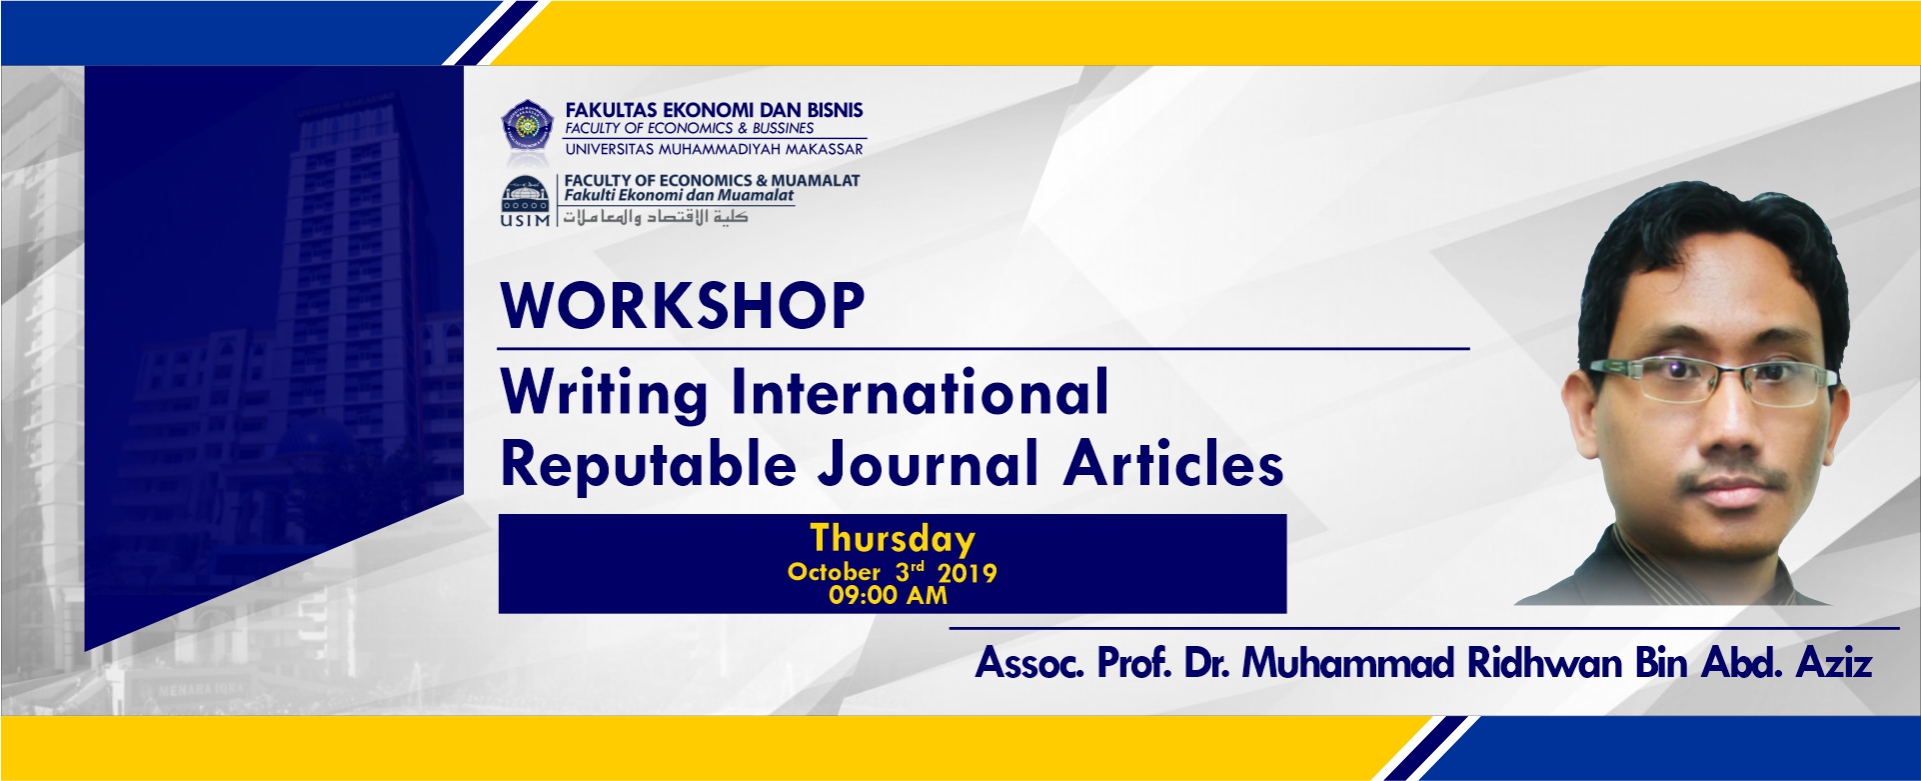 FAKULTAS EKONOMI DAN BISNIS
FACULTY OF ECONOMICS & BUSSINES
UNIVERSITAS MUHAMMADIYAH MAKASSAR
USIM
FACULTY OF ECONOMICS & MUAMALAT
Fakulti Ekonomi dan Muamalat
كلية الاقتصاد والمعاملات
WORKSHOP
Writing International
Reputable Journal Articles
Thursday
October 3rd 2019
09:00 AM
Assoc. Prof. Dr. Muhammad Ridhwan Bin Abd. Aziz
MENARA IQRA